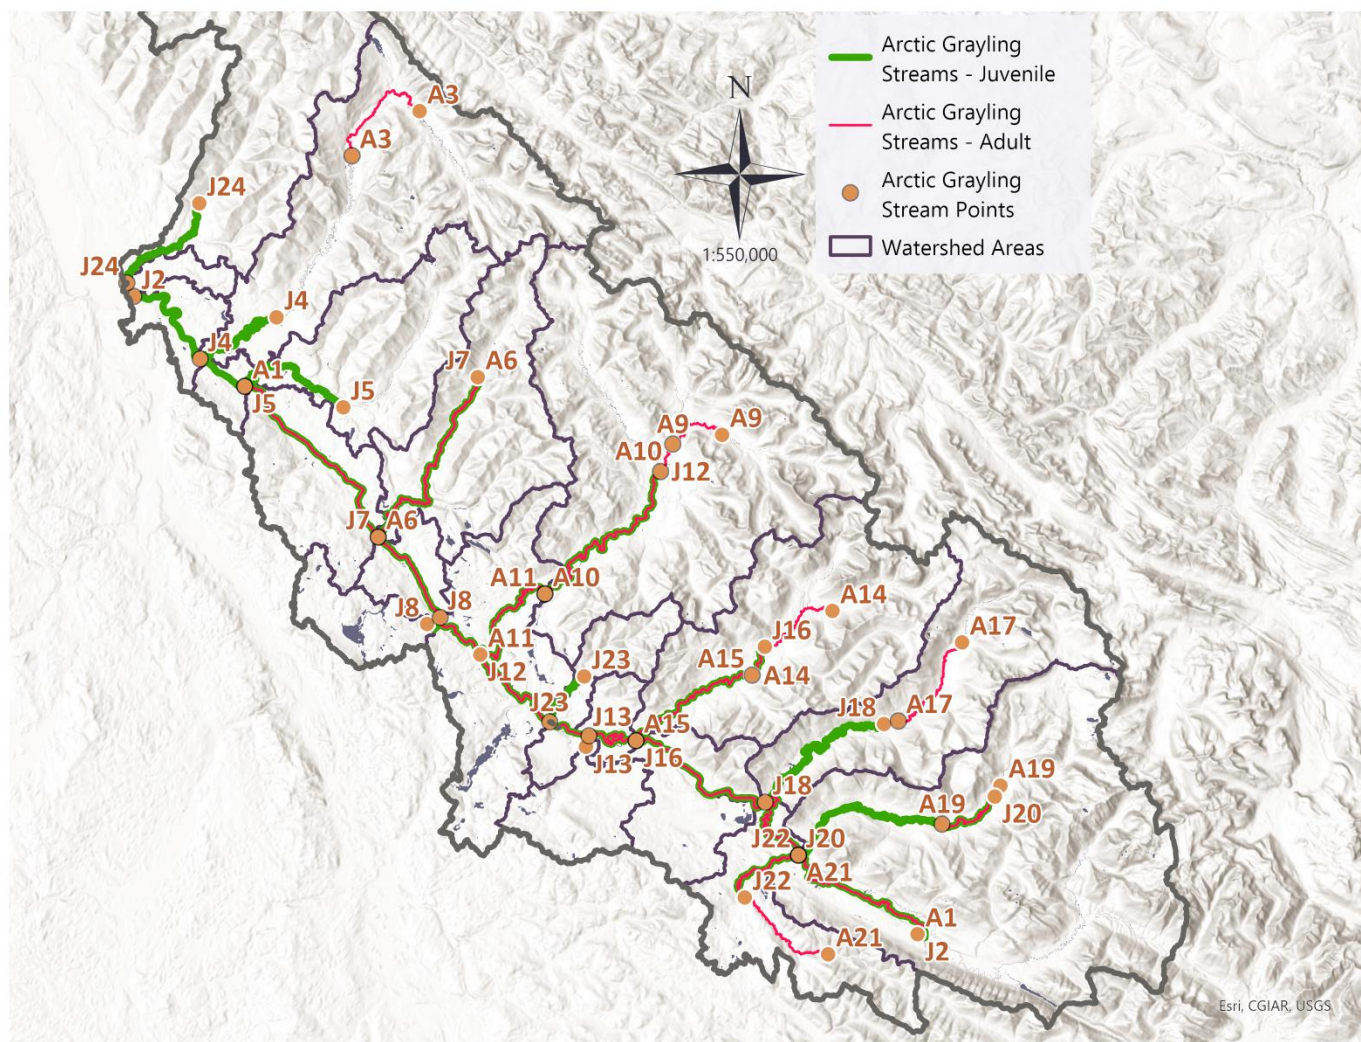 Arctic Grayling
Streams - Juvenile
Arctic Grayling
Streams - Adult
Arctic Grayling
Stream Points
Watershed Areas
N
1:550,000
A3
A3
J24
J24
J2
J4
J4
A1
J5
J5
J7
A6
A9
A9
A10
J12
J7
A6
A11
A10
J8
J8
A11
J12
J23
J23
A14
J16
A15
A14
A17
J13
A15
J18
A17
J13
J16
J18
A19
A19
J20
J22
J20
A21
J22
A1
J2
A21
Esri, CGIAR, USGS